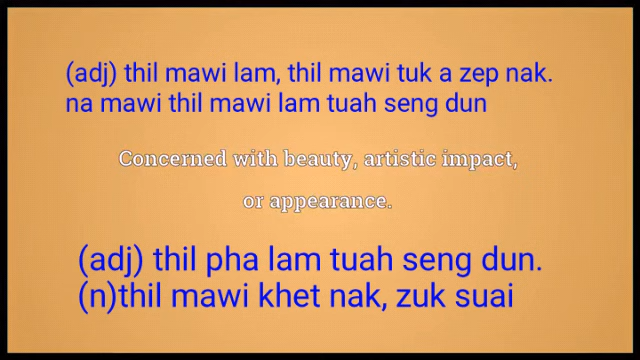 (adj) thil mawi lam, thil mawi tuk a zep nak.
na mawi thil mawi lam tuah seng dun
Concerned with beauty, artistic impact,
or appearance.
(adj) thil pha lam tuah seng dun.
(n)thil mawi khet nak, zuk suai